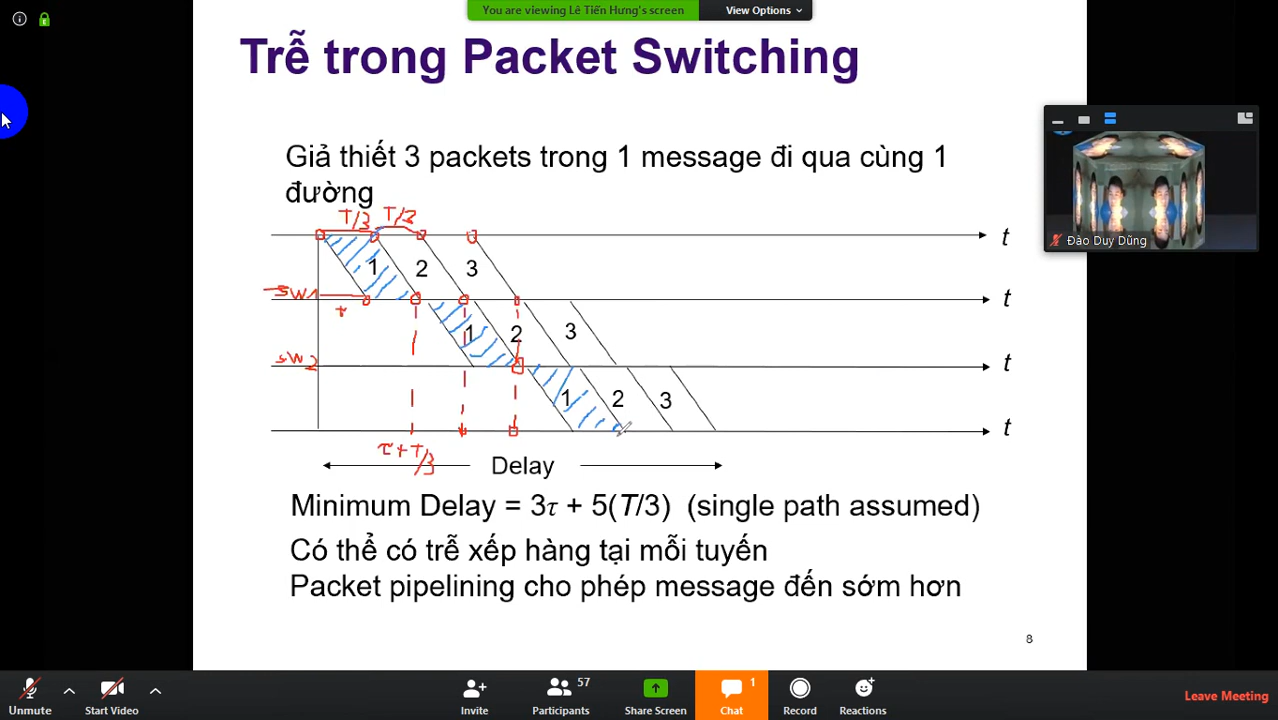 You are viewing Lê Tiến Hưng's screen
View Options
Trễ trong Packet Switching
Giả thiết 3 packets trong 1 message đi qua cùng 1
đường
T/3 T/3
t
1 2 3
SW1
t
τ
1 2 3
SW2
t
1 2 3
t
τ+T/3
Delay
Minimum Delay = 3τ + 5(T/3) (single path assumed)
Có thể có trễ xếp hàng tại mỗi tuyến
Packet pipelining cho phép message đến sớm hơn
8
Đào Duy Dũng
57
1
Unmute
Start Video
Invite
Participants
Share Screen
Chat
Record
Reactions
Leave Meeting